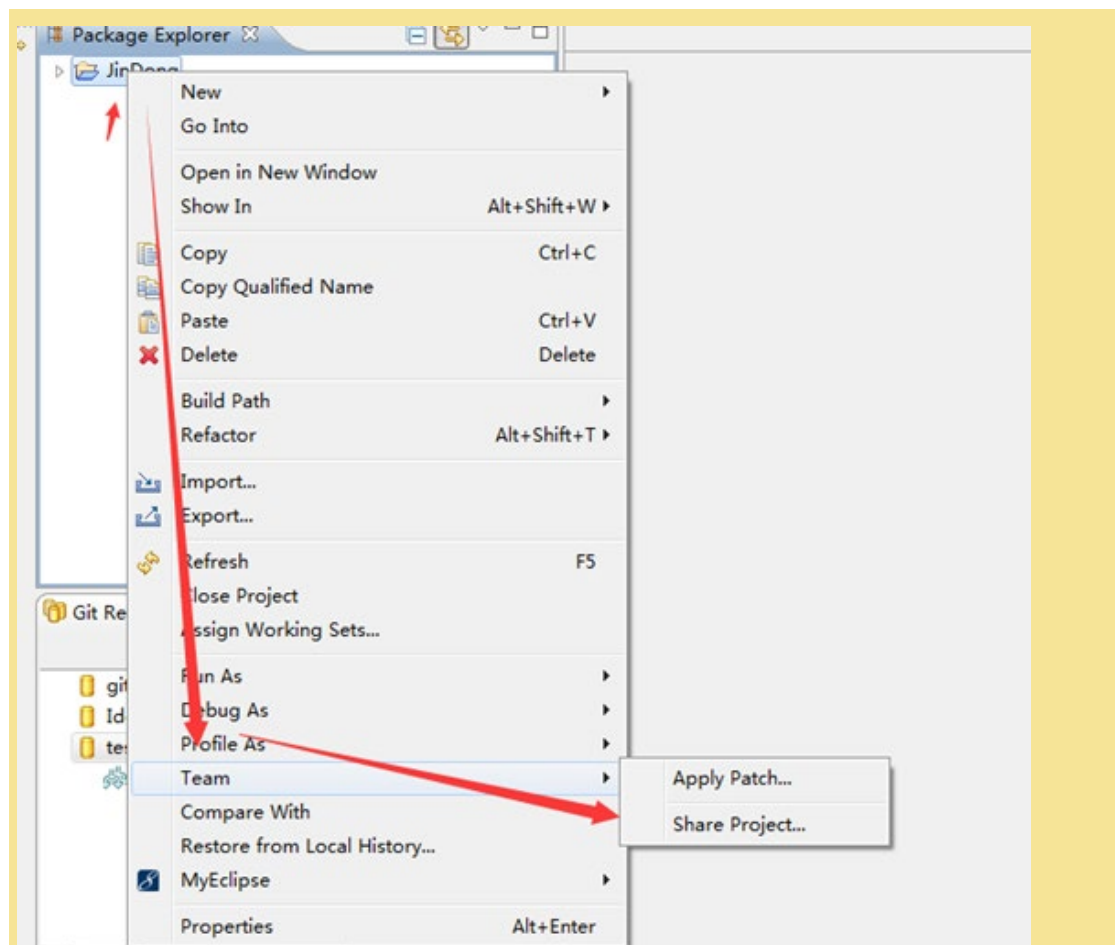 Package Explorer
JinDong
New
Go Into
Open in New Window
Show In Alt+Shift+W
Copy Ctrl+C
Copy Qualified Name
Paste Ctrl+V
Delete Delete
Build Path
Refactor Alt+Shift+T
Import...
Export...
Refresh F5
Close Project
Git Re
Assign Working Sets...
Run As
git
Debug As
Id
Profile As
tes
Team
Apply Patch...
Compare With
Share Project...
Restore from Local History...
MyEclipse
Properties Alt+Enter